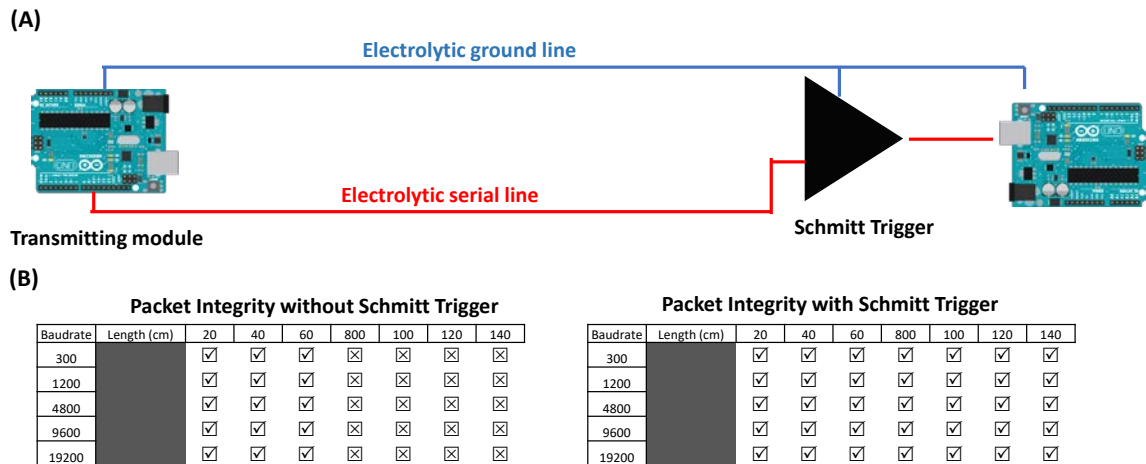 (A)
Electrolytic ground line
Electrolytic serial line
Transmitting module
Schmitt Trigger
(B)
Packet Integrity without Schmitt Trigger
Baudrate Length (cm) 20 40 60 800 100 120 140
300 ☑ ☑ ☑ ☒ ☒ ☒ ☒
1200 ☑ ☑ ☑ ☒ ☒ ☒ ☒
4800 ☑ ☑ ☑ ☒ ☒ ☒ ☒
9600 ☑ ☑ ☑ ☒ ☒ ☒ ☒
19200 ☑ ☑ ☑ ☒ ☒ ☒ ☒
Packet Integrity with Schmitt Trigger
Baudrate Length (cm) 20 40 60 800 100 120 140
300 ☑ ☑ ☑ ☑ ☑ ☑ ☑
1200 ☑ ☑ ☑ ☑ ☑ ☑ ☑
4800 ☑ ☑ ☑ ☑ ☑ ☑ ☑
9600 ☑ ☑ ☑ ☑ ☑ ☑ ☑
19200 ☑ ☑ ☑ ☑ ☑ ☑ ☑